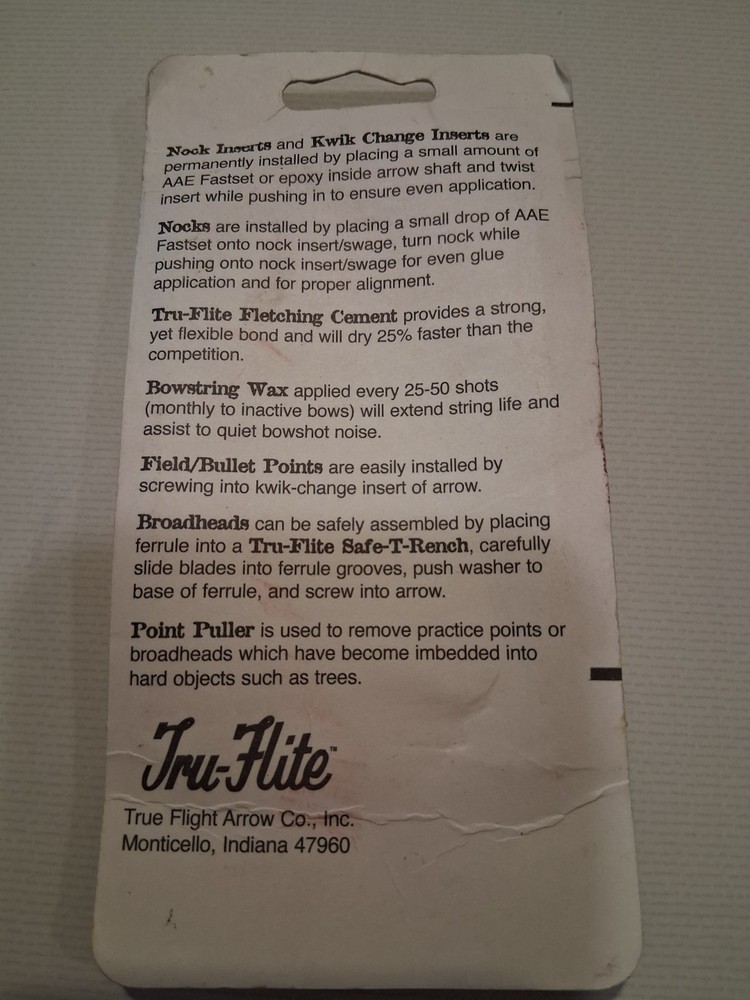 Nock Inserts and Kwik Change Inserts are
permanently installed by placing a small amount of
AAE Fastset or epoxy inside arrow shaft and twist
insert while pushing in to ensure even application.
Nocks are installed by placing a small drop of AAE
Fastset onto nock insert/swage, turn nock while
pushing onto nock insert/swage for even glue
application and for proper alignment.
Tru-Flite Fletching Cement provides a strong,
yet flexible bond and will dry 25% faster than the
competition.
Bowstring Wax applied every 25-50 shots
(monthly to inactive bows) will extend string life and
assist to quiet bowshot noise.
Field/Bullet Points are easily installed by
screwing into kwik-change insert of arrow.
Broadheads can be safely assembled by placing
ferrule into a Tru-Flite Safe-T-Rench, carefully
slide blades into ferrule grooves, push washer to
base of ferrule, and screw into arrow.
Point Puller is used to remove practice points or
broadheads which have become imbedded into
hard objects such as trees.
Tru-Flite™
True Flight Arrow Co., Inc.
Monticello, Indiana 47960